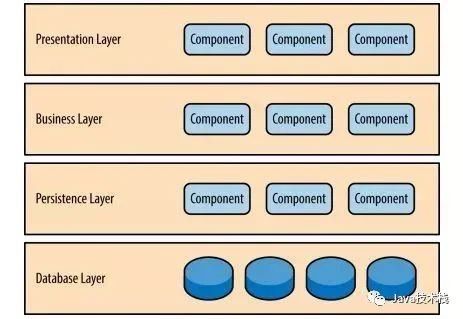 Presentation Layer
Component Component Component
Business Layer
Component Component Component
Persistence Layer
Component Component Component
Database Layer
Java技术栈